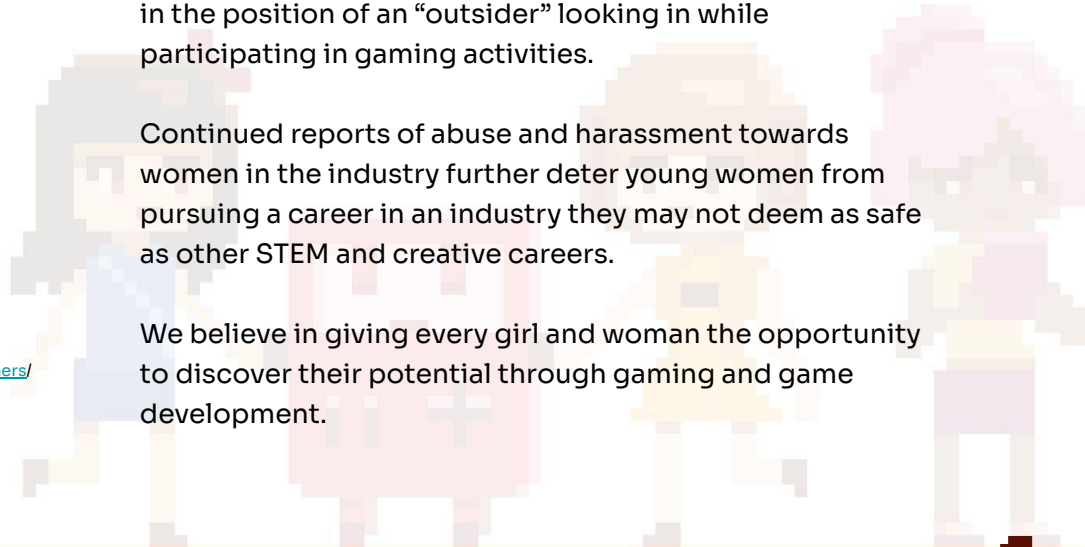 in the position of an “outsider” looking in while
participating in gaming activities.
Continued reports of abuse and harassment towards
women in the industry further deter young women from
pursuing a career in an industry they may not deem as safe
as other STEM and creative careers.
We believe in giving every girl and woman the opportunity
ers/
to discover their potential through gaming and game
development.